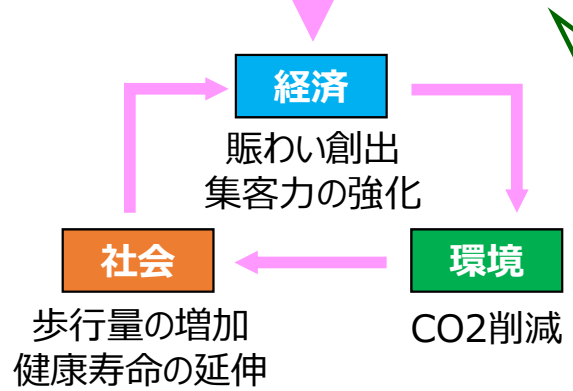 経済
賑わい創出
集客力の強化
社会
環境
歩行量の増加
健康寿命の延伸
CO2削減